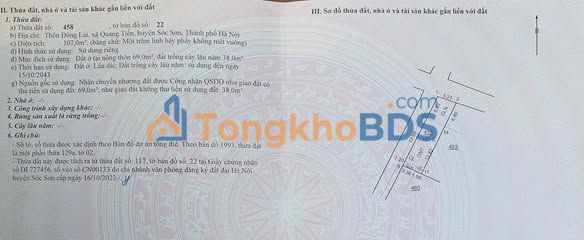 II. Thửa đất, nhà ở và tài sản khác gắn liền với đất
1. Thửa đất:
a) Thửa đất số: 458 , tờ bản đồ số: 22
b) Địa chỉ: Thôn Đông Lai, xã Quang Tiến, huyện Sóc Sơn, Thành phố Hà Nội
c) Diện tích: 107,0m², (bằng chữ: Một trăm linh bảy phẩy không mét vuông)
d) Hình thức sử dụng: Sử dụng riêng
đ) Mục đích sử dụng: Đất ở tại nông thôn 69,0m², đất trồng cây lâu năm 38,0m²
e) Thời hạn sử dụng: Đất ở: Lâu dài; Đất trồng cây lâu năm: sử dụng đến ngày
15/10/2043
g) Nguồn gốc sử dụng: Nhận chuyển nhượng đất được Công nhận QSDĐ như giao đất có
thu tiền sử dụng đất: 69,0m²; như giao đất không thu tiền sử dụng đất: 38,0m²
2. Nhà ở: -/-
3. Công trình xây dựng khác: -/-
4. Rừng sản xuất là rừng trồng: -/-
5. Cây lâu năm: -/-
6. Ghi chú:
- Số tờ, số thửa được xác định theo Bản đồ dự án tổng thể. Theo bản đồ 1993, thửa đất
là một phần thửa 129a, tờ 02.
- Thửa đất này được tách ra từ thửa đất số: 117, tờ bản đồ số: 22 tại Giấy chứng nhận
số DI 727456, số vào sổ CN00133 do chi nhánh văn phòng đăng ký đất đai Hà Nội
huyện Sóc Sơn cấp ngày 16/10/2023./.
III. Sơ đồ thửa đất, nhà ở và tài sản khác gắn liền với đất
B
5.21
CLN
459
ONT
460
TongkhoBDS
.com